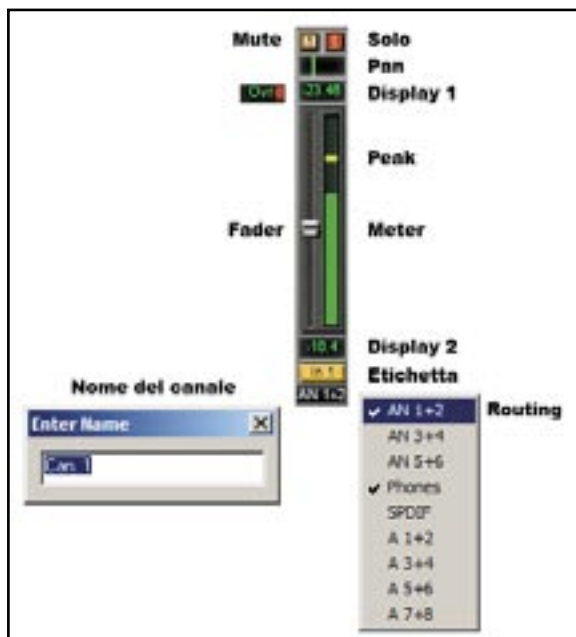 Mute
M
S
Solo
Pan
Ovr
-23.48
Display 1
Peak
Fader
Meter
-18.4
Display 2
In 1
Etichetta
AN 1+2
Nome del canale
Enter Name
Can. 1
AN 1+2
Routing
AN 3+4
AN 5+6
Phones
SPDIF
A 1+2
A 3+4
A 5+6
A 7+8